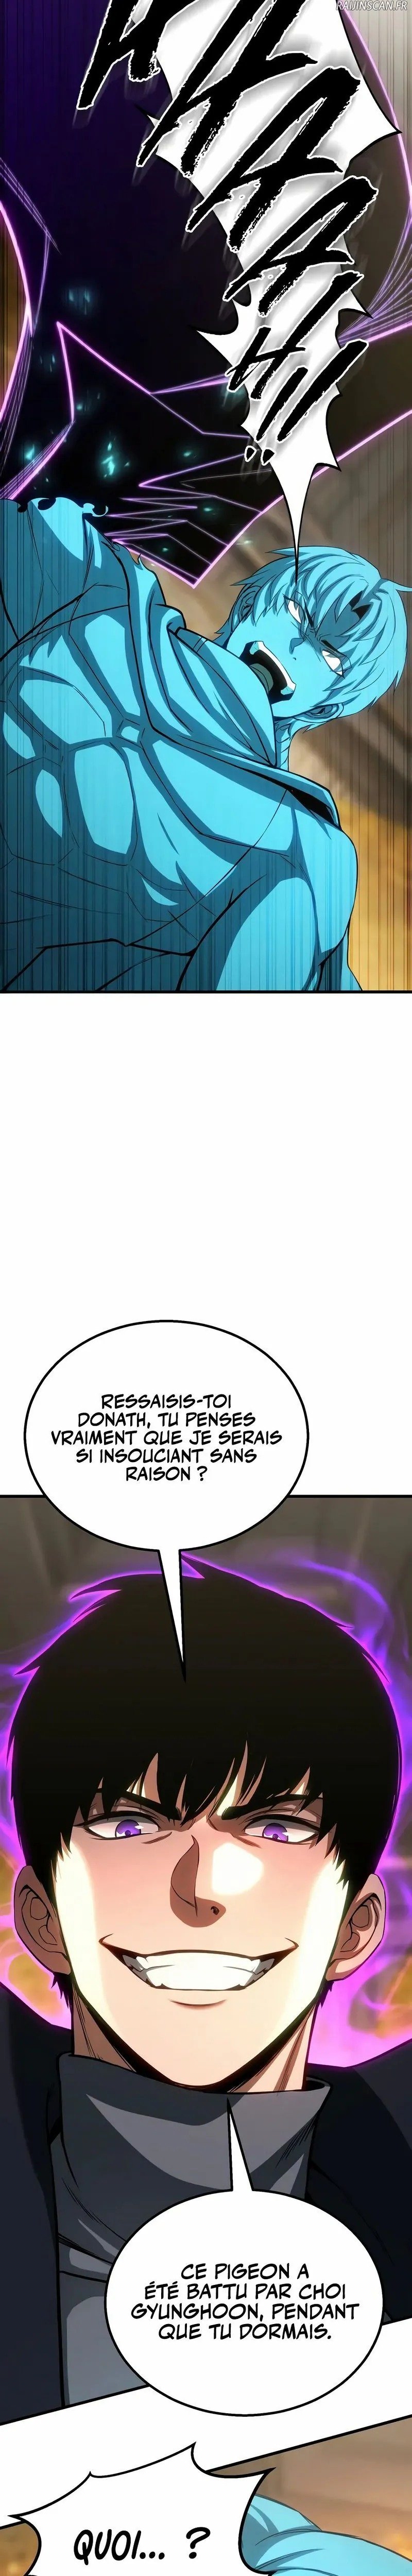 RAIJINSCAN.FR
RESSAISIS-TOI
DONATH, TU PENSES
VRAIMENT QUE JE SERAIS
SI INSOUCIANT SANS
RAISON ?
CE PIGEON A
ÉTÉ BATTU PAR CHOI
GYUNGHOON, PENDANT
QUE TU DORMAIS.
QUOI... ?